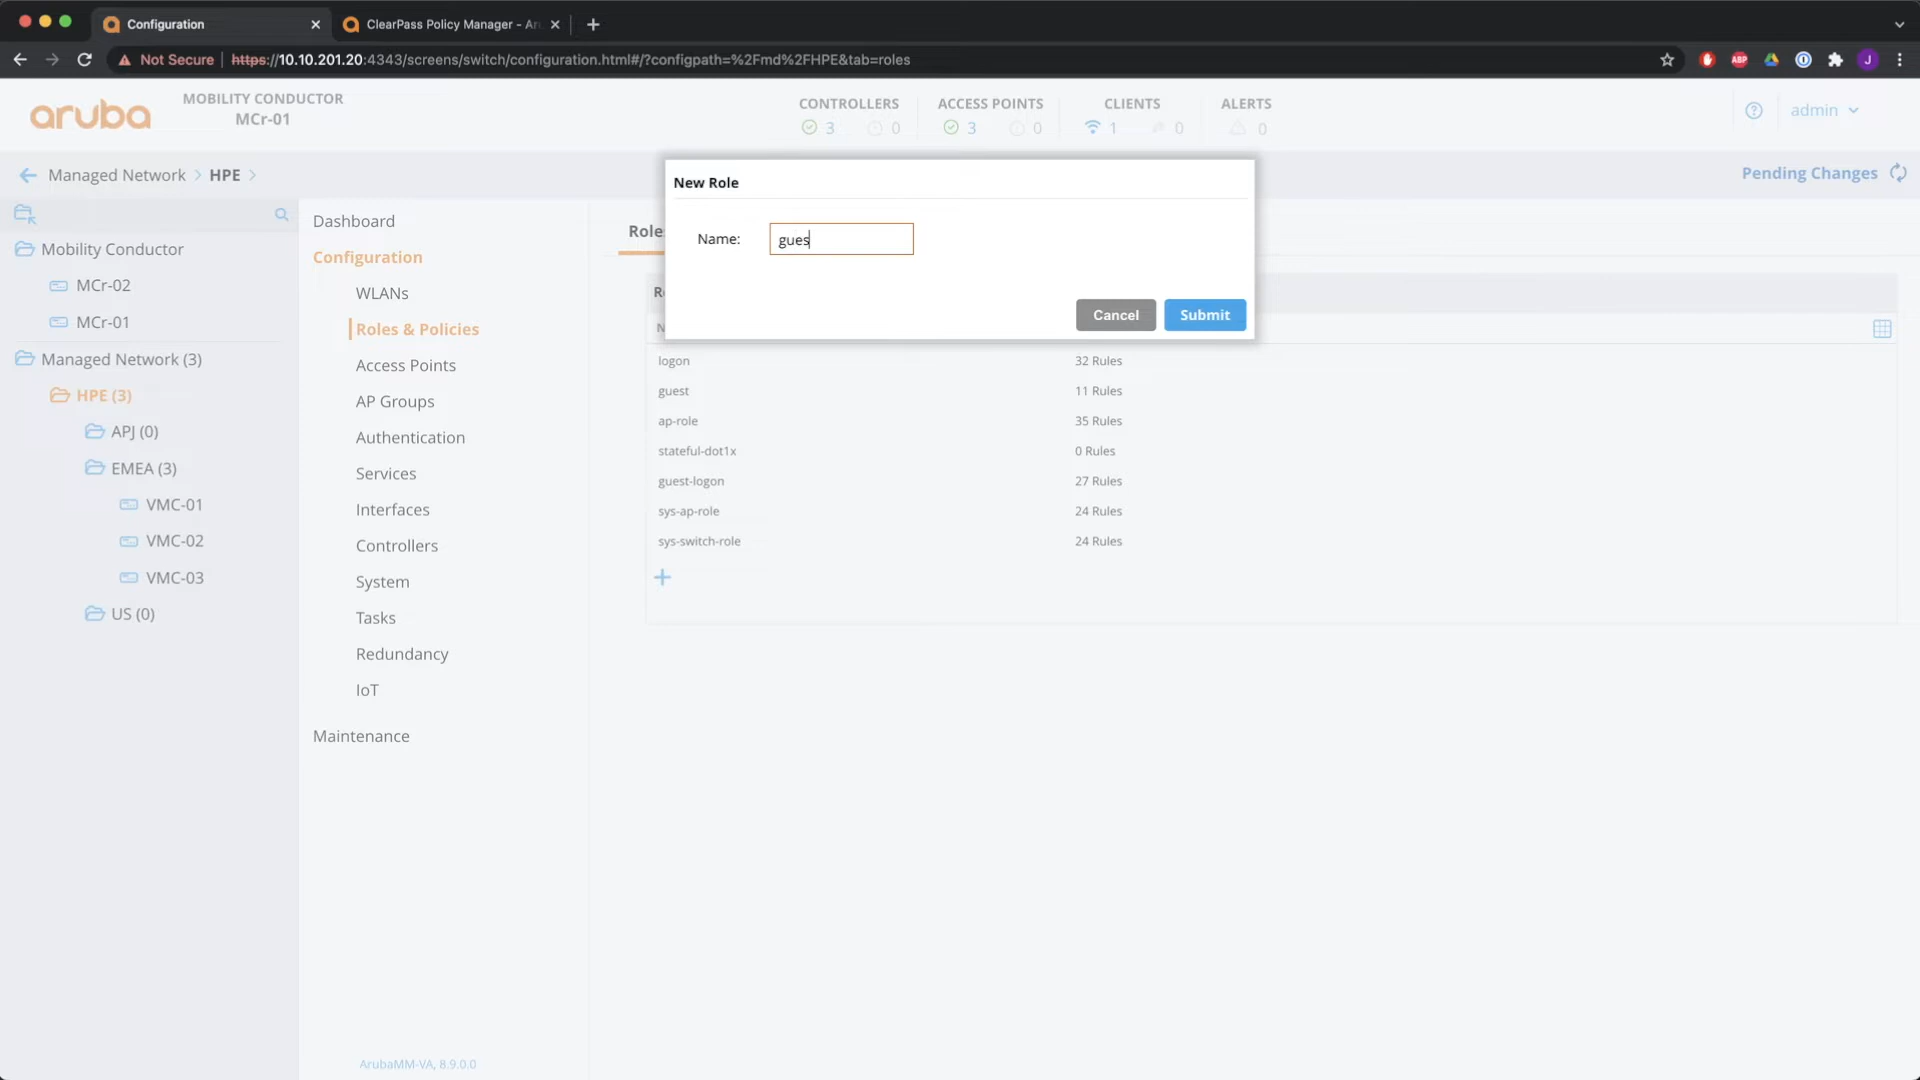 Configuration
ClearPass Policy Manager - Ar
Not Secure
https://10.10.201.20:4343/screens/switch/configuration.html#/?configpath=%2Fmd%2FHPE&tab=roles
ABP
J
aruba
MOBILITY CONDUCTOR
MCr-01
CONTROLLERS
3 0
ACCESS POINTS
3 0
CLIENTS
1 0
ALERTS
0
admin
Managed Network > HPE >
Pending Changes
Mobility Conductor
MCr-02
MCr-01
Managed Network (3)
HPE (3)
APJ (0)
EMEA (3)
VMC-01
VMC-02
VMC-03
US (0)
Dashboard
Configuration
WLANs
Roles & Policies
Access Points
AP Groups
Authentication
Services
Interfaces
Controllers
System
Tasks
Redundancy
IoT
Maintenance
ArubaMM-VA, 8.9.0.0
New Role
Name: gues
Cancel Submit
logon 32 Rules
guest 11 Rules
ap-role 35 Rules
stateful-dot1x 0 Rules
guest-logon 27 Rules
sys-ap-role 24 Rules
sys-switch-role 24 Rules